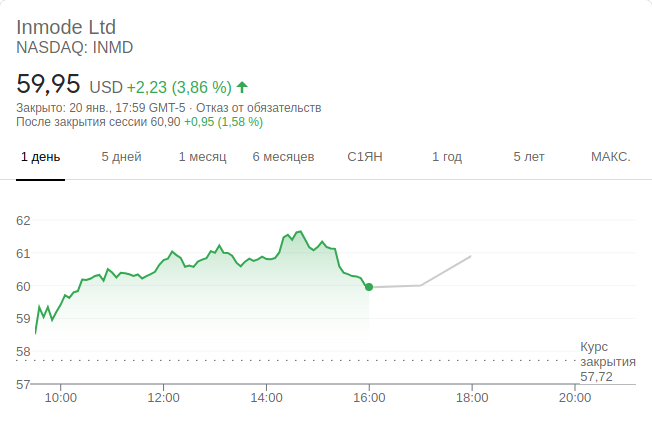 Inmode Ltd
NASDAQ: INMD
59,95 USD +2,23 (3,86 %)
Закрыто: 20 янв., 17:59 GMT-5 · Отказ от обязательств
После закрытия сессии 60,90 +0,95 (1,58 %)
1 день 5 дней 1 месяц 6 месяцев С1ЯН 1 год 5 лет МАКС.
62
61
60
59
58
57
Курс
закрытия
57,72
10:00 12:00 14:00 16:00 18:00 20:00